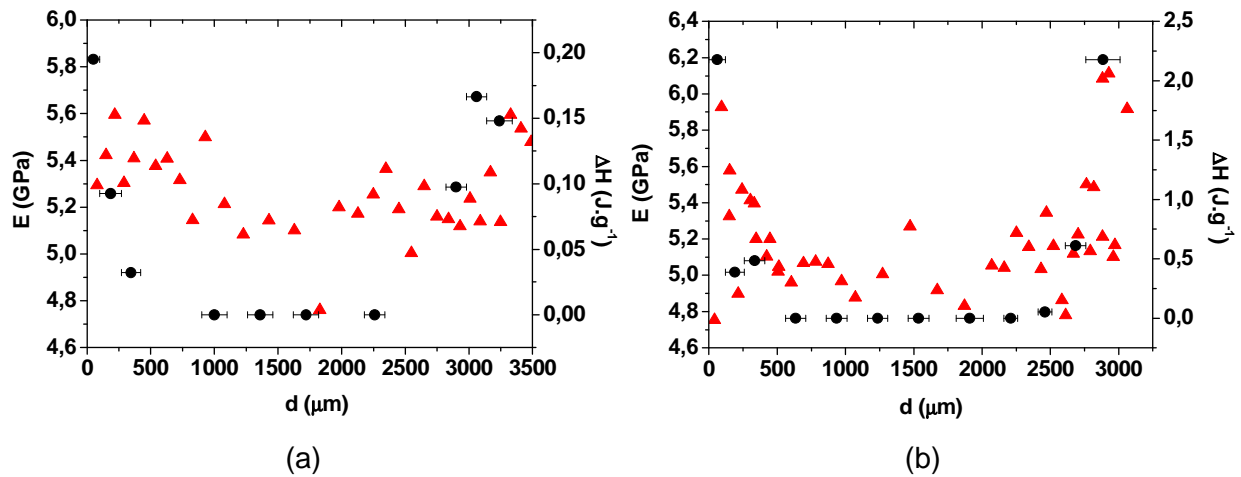 6,0
5,8
5,6
5,4
5,2
5,0
4,8
4,6
E (GPa)
0,20
0,15
0,10
0,05
0,00
ΔH (J.g⁻¹)
0 500 1000 1500 2000 2500 3000 3500
d (μm)
(a)
6,4
6,2
6,0
5,8
5,6
5,4
5,2
5,0
4,8
4,6
E (GPa)
2,5
2,0
1,5
1,0
0,5
0,0
ΔH (J.g⁻¹)
0 500 1000 1500 2000 2500 3000
d (μm)
(b)